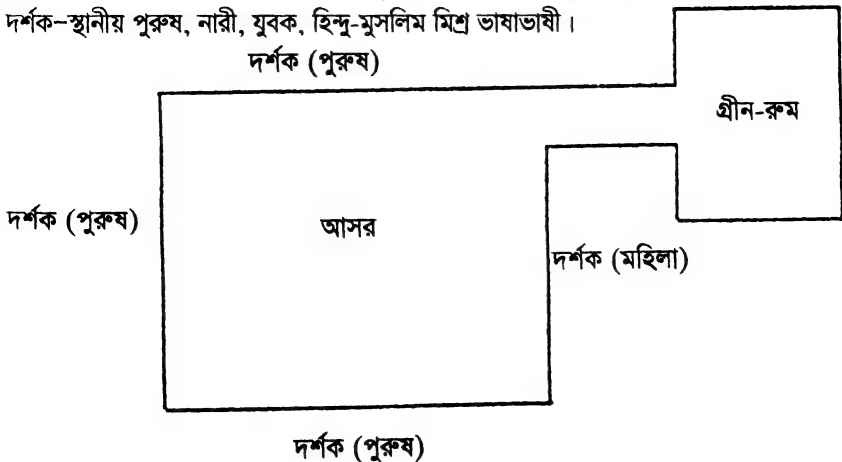 দর্শক–স্থানীয় পুরুষ, নারী, যুবক, হিন্দু-মুসলিম মিশ্র ভাষাভাষী।
দর্শক (পুরুষ)
গ্রীন-রুম
দর্শক (পুরুষ)
আসর
দর্শক (মহিলা)
দর্শক (পুরুষ)